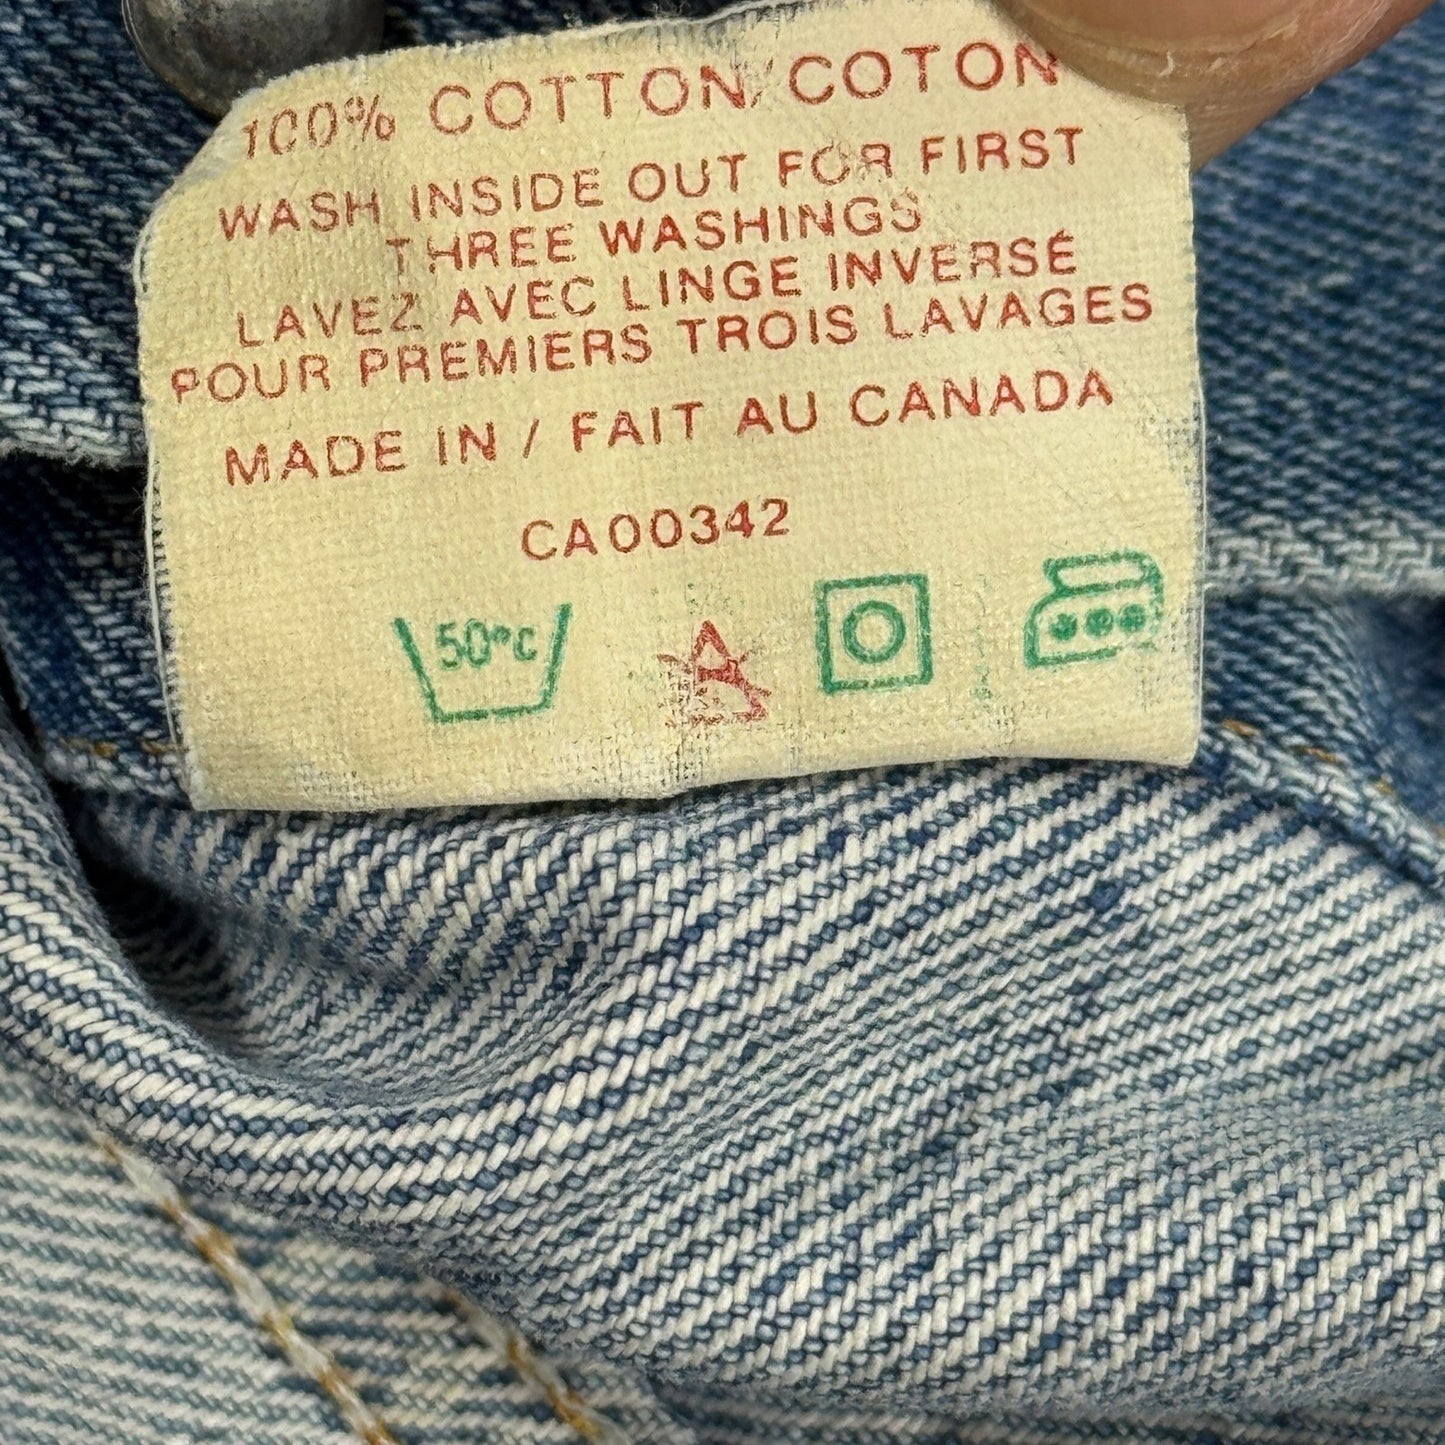 100% COTTON/COTON
WASH INSIDE OUT FOR FIRST
THREE WASHINGS
LAVEZ AVEC LINGE INVERSÉ
POUR PREMIERS TROIS LAVAGES
MADE IN / FAIT AU CANADA
CA00342
50°C